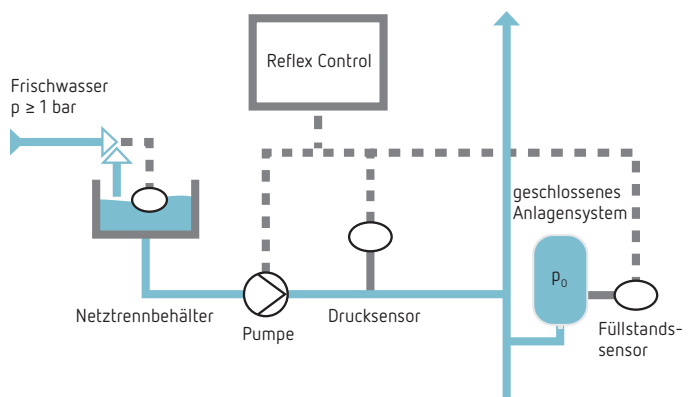 Reflex Control
Frischwasser
p ≥ 1 bar
geschlossenes
Anlagensystem
p₀
Netztrennbehälter
Pumpe
Drucksensor
Füllstands-
sensor